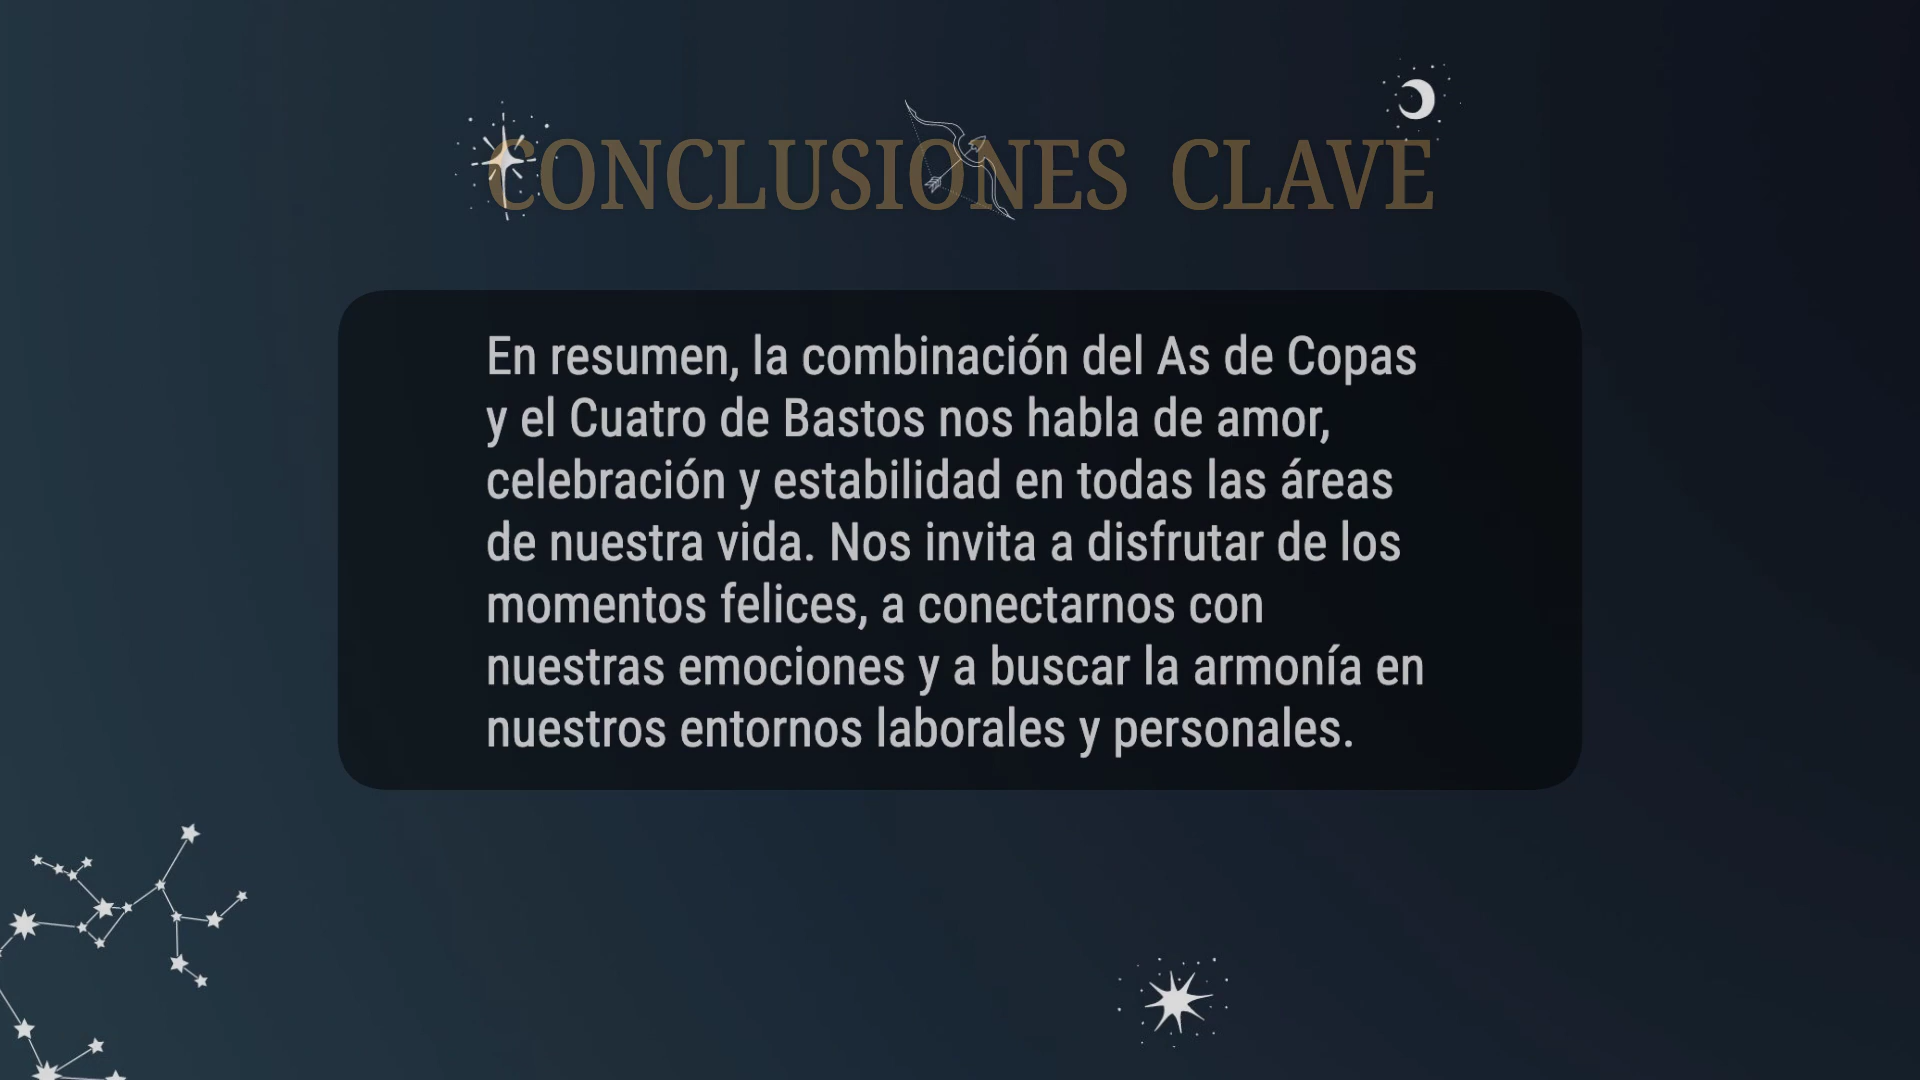 CONCLUSIONES CLAVE
En resumen, la combinación del As de Copas
y el Cuatro de Bastos nos habla de amor,
celebración y estabilidad en todas las áreas
de nuestra vida. Nos invita a disfrutar de los
momentos felices, a conectarnos con
nuestras emociones y a buscar la armonía en
nuestros entornos laborales y personales.